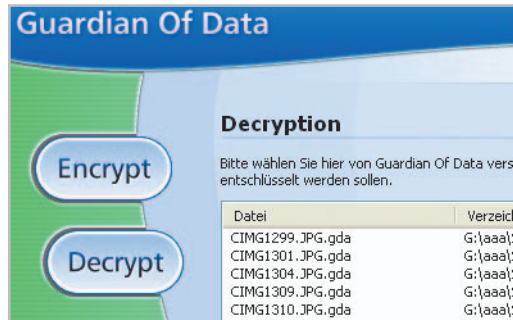 Guardian Of Data
Decryption
Encrypt
Bitte wählen Sie hier von Guardian Of Data vers
entschlüsselt werden sollen.
Datei Verzeich
CIMG1299.JPG.gda G:\aaa\
CIMG1301.JPG.gda G:\aaa\
Decrypt
CIMG1304.JPG.gda G:\aaa\
CIMG1309.JPG.gda G:\aaa\
CIMG1310.JPG.gda G:\aaa\